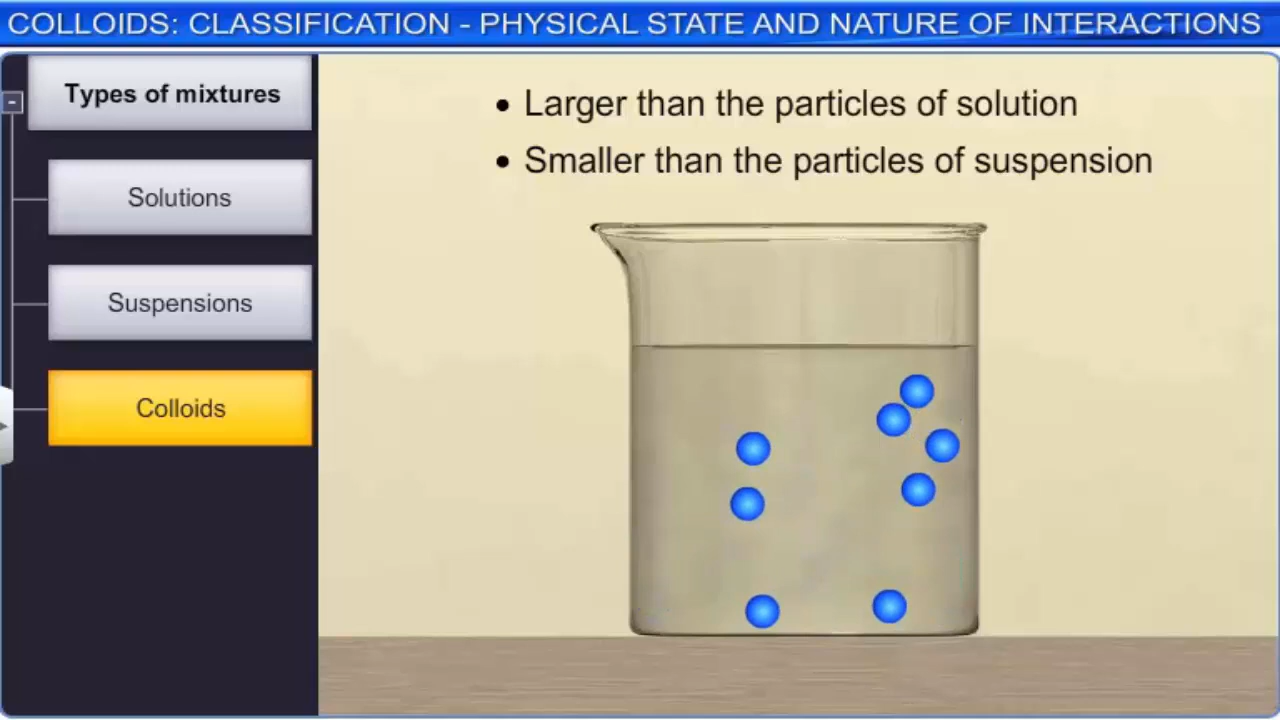 COLLOIDS: CLASSIFICATION - PHYSICAL STATE AND NATURE OF INTERACTIONS
Types of mixtures
Solutions
Suspensions
Colloids
• Larger than the particles of solution
• Smaller than the particles of suspension